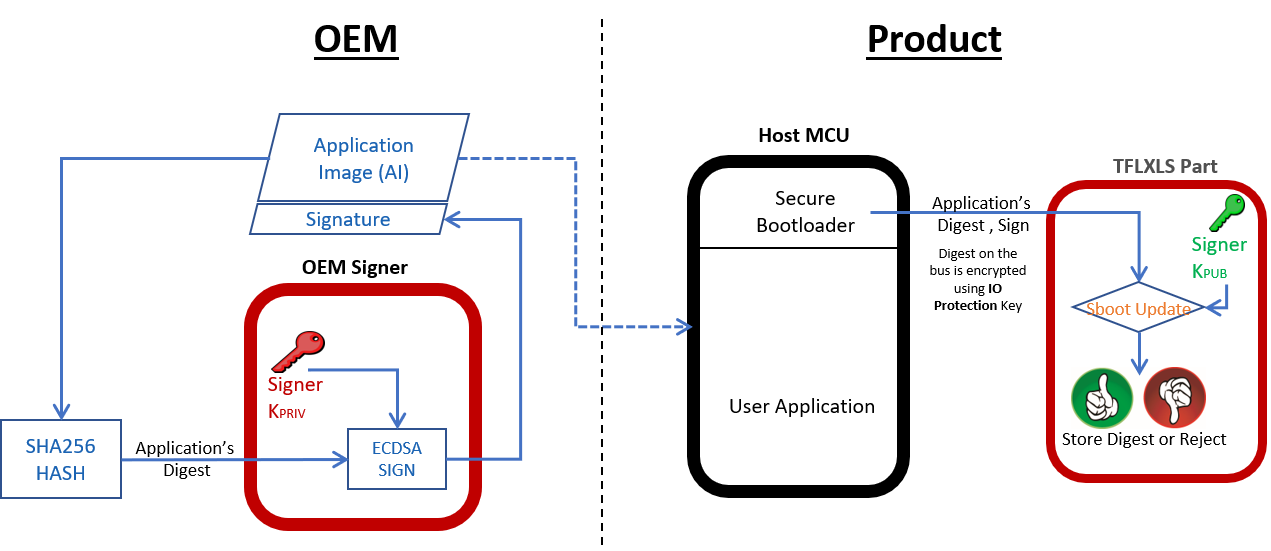 OEM
Product
Application
Image (AI)
Signature
OEM Signer
Signer
KPRIV
SHA256
HASH
Application's
Digest
ECDSA
SIGN
Host MCU
Secure
Bootloader
User Application
Application's
Digest , Sign
Digest on the
bus is encrypted
using IO
Protection Key
TFLXLS Part
Signer
KPUB
Sboot Update
Store Digest or Reject